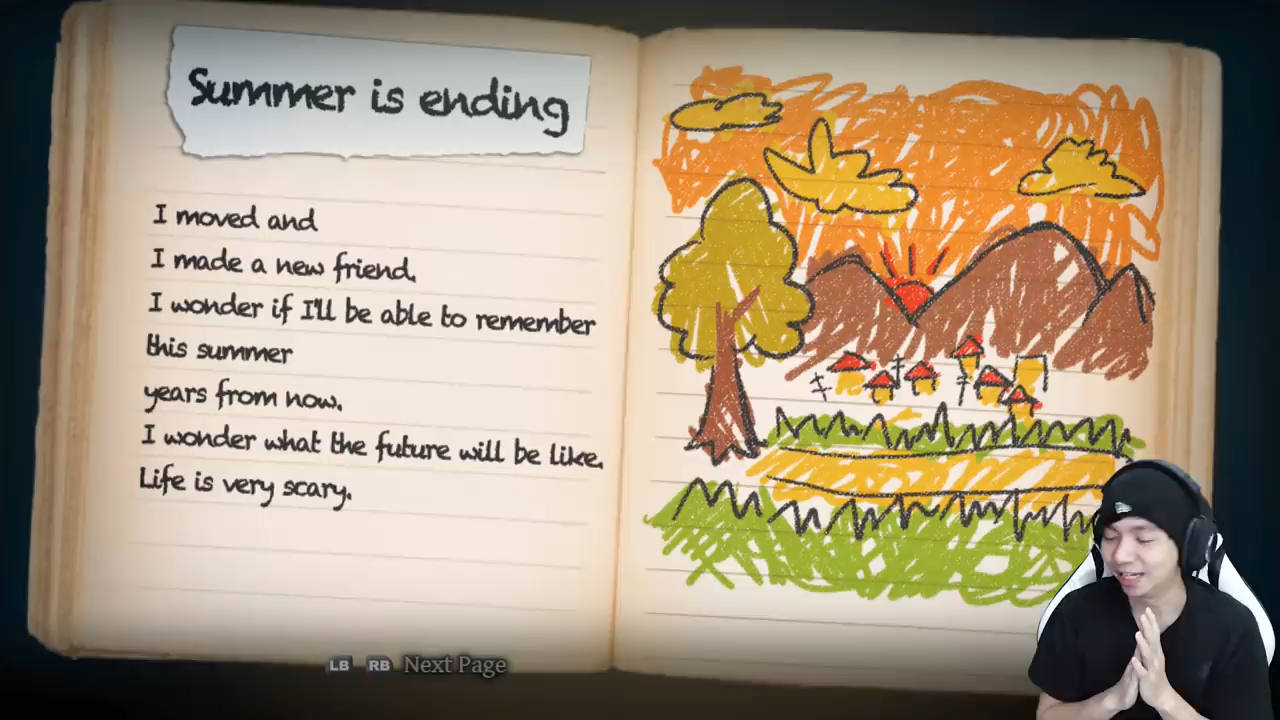 Summer is ending
I moved and
I made a new friend.
I wonder if I'll be able to remember
this summer
years from now.
I wonder what the future will be like.
Life is very scary.
LB RB Next Page